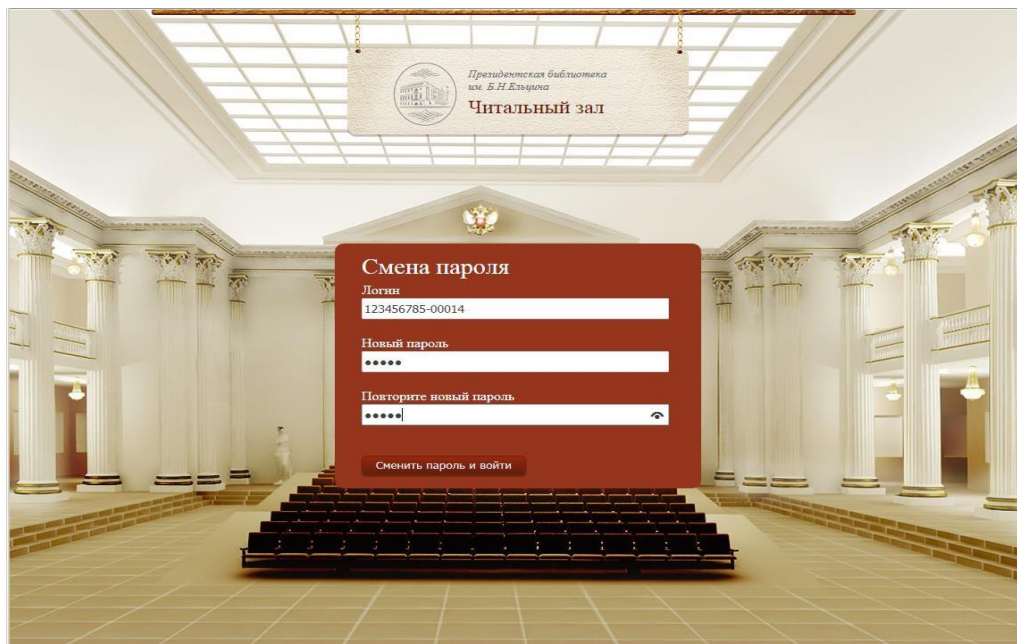 Президентская библиотека
им. Б.Н.Ельцина
Читальный зал
Смена пароля
Логин
123456785-00014
Новый пароль
●●●●●
Повторите новый пароль
●●●●●
Сменить пароль и войти